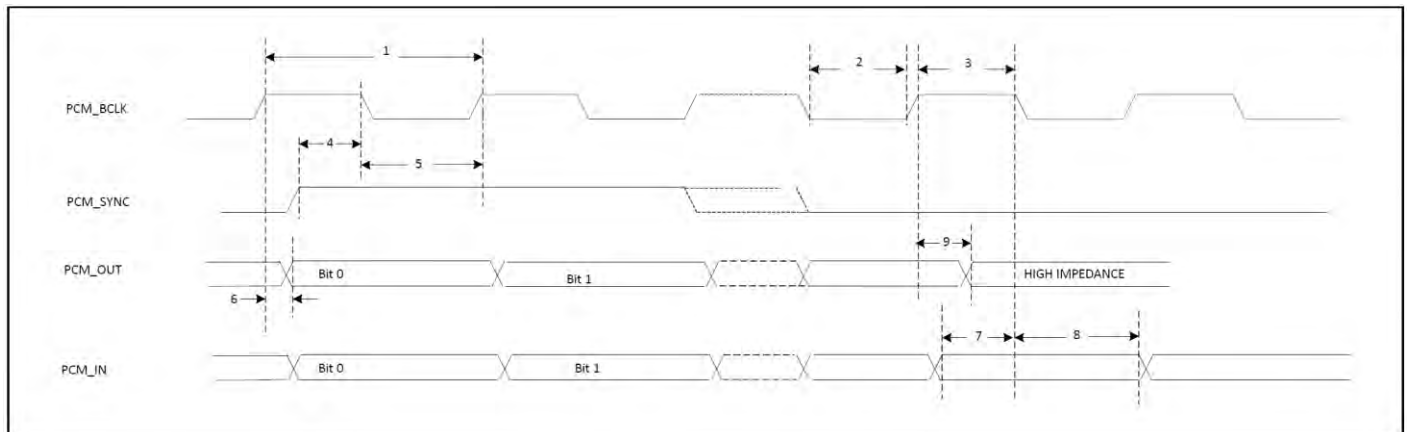 1
2
3
PCM_BCLK
4
5
PCM_SYNC
9
PCM_OUT
Bit 0
Bit 1
HIGH IMPEDANCE
6
7
8
PCM_IN
Bit 0
Bit 1